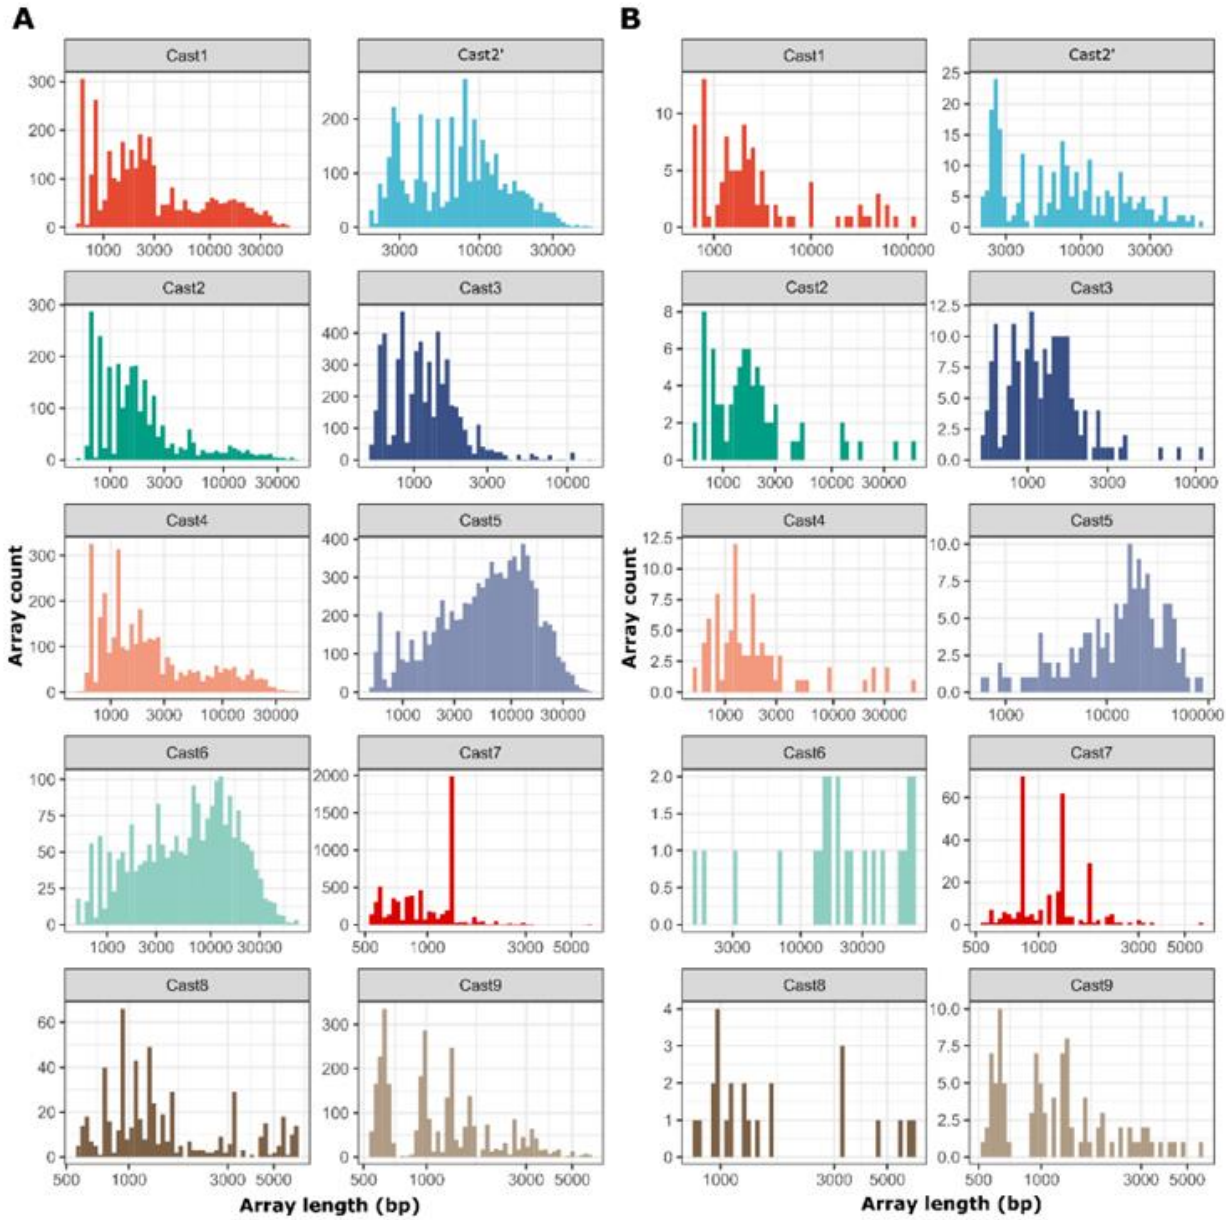 A B
Cast1 Cast2' Cast1 Cast2'
300 200 100 0
200 100 0
10 5 0
25 20 15 10 5 0
1000 3000 10000 30000 3000 10000 30000 1000 10000 100000 3000 10000 30000
Cast2 Cast3 Cast2 Cast3
300 200 100 0
400 300 200 100 0
8 6 4 2 0
12.5 10.0 7.5 5.0 2.5 0.0
1000 3000 10000 30000 1000 3000 10000 1000 3000 10000 30000 1000 3000 10000
Cast4 Cast5 Cast4 Cast5
300 200 100 0
400 300 200 100 0
12.5 10.0 7.5 5.0 2.5 0.0
10.0 7.5 5.0 2.5 0.0
1000 3000 10000 30000 1000 3000 10000 30000 1000 3000 10000 30000 1000 10000 100000
Array count Array count
Cast6 Cast7 Cast6 Cast7
100 75 50 25 0
2000 1500 1000 500 0
2.0 1.5 1.0 0.5 0.0
60 40 20 0
1000 3000 10000 30000 500 1000 3000 5000 3000 10000 30000 500 1000 3000 5000
Cast8 Cast9 Cast8 Cast9
60 40 20 0
300 200 100 0
4 3 2 1 0
10.0 7.5 5.0 2.5 0.0
500 1000 3000 5000 500 1000 3000 5000 1000 3000 5000 500 1000 3000 5000
Array length (bp) Array length (bp)